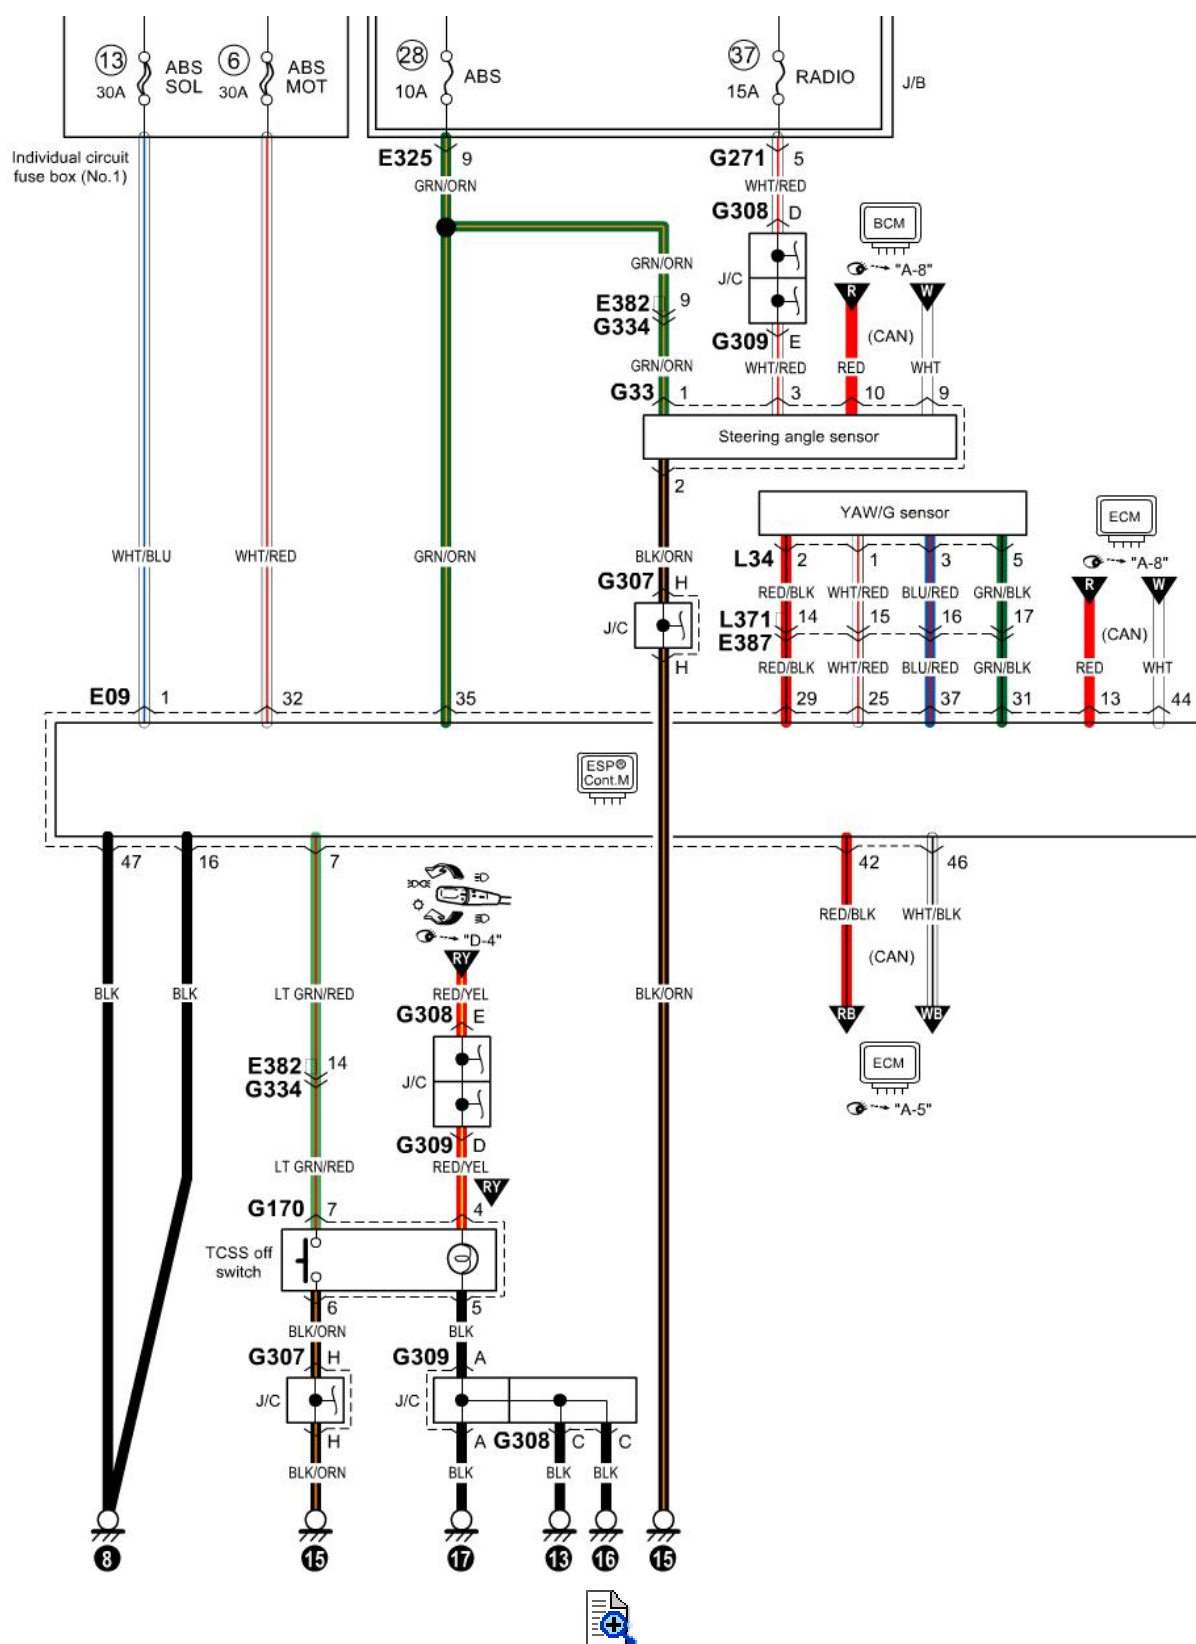 13 30A ABS SOL
6 30A ABS MOT
28 10A ABS
37 15A RADIO
J/B
Individual circuit
fuse box (No.1)
E325 9
GRN/ORN
G271 5
WHT/RED
G308 D
BCM
"A-8"
J/C
R W
GRN/ORN
E382 9
G334
G309 E
(CAN)
GRN/ORN WHT/RED RED WHT
G33 1 3 10 9
Steering angle sensor
2
YAW/G sensor
ECM
"A-8"
WHT/BLU WHT/RED GRN/ORN BLK/ORN
L34 2 1 3 5
G307 H
RED/BLK WHT/RED BLU/RED GRN/BLK
R W
J/C
L371 14 15 16 17
E387
(CAN)
H
RED/BLK WHT/RED BLU/RED GRN/BLK RED WHT
E09 1 32 35 29 25 37 31 13 44
ESP®
Cont.M
47 16 7 42 46
RED/BLK WHT/BLK
"D-4"
(CAN)
RY
BLK BLK LT GRN/RED RED/YEL BLK/ORN
G308 E
RB WB
E382 14
G334
J/C
ECM
"A-5"
G309 D
LT GRN/RED RED/YEL
RY
G170 7 4
TCSS off
switch
6 5
BLK/ORN BLK
G307 H G309 A
J/C J/C
H A G308 C C
BLK/ORN BLK BLK BLK
8 15 17 13 16 15